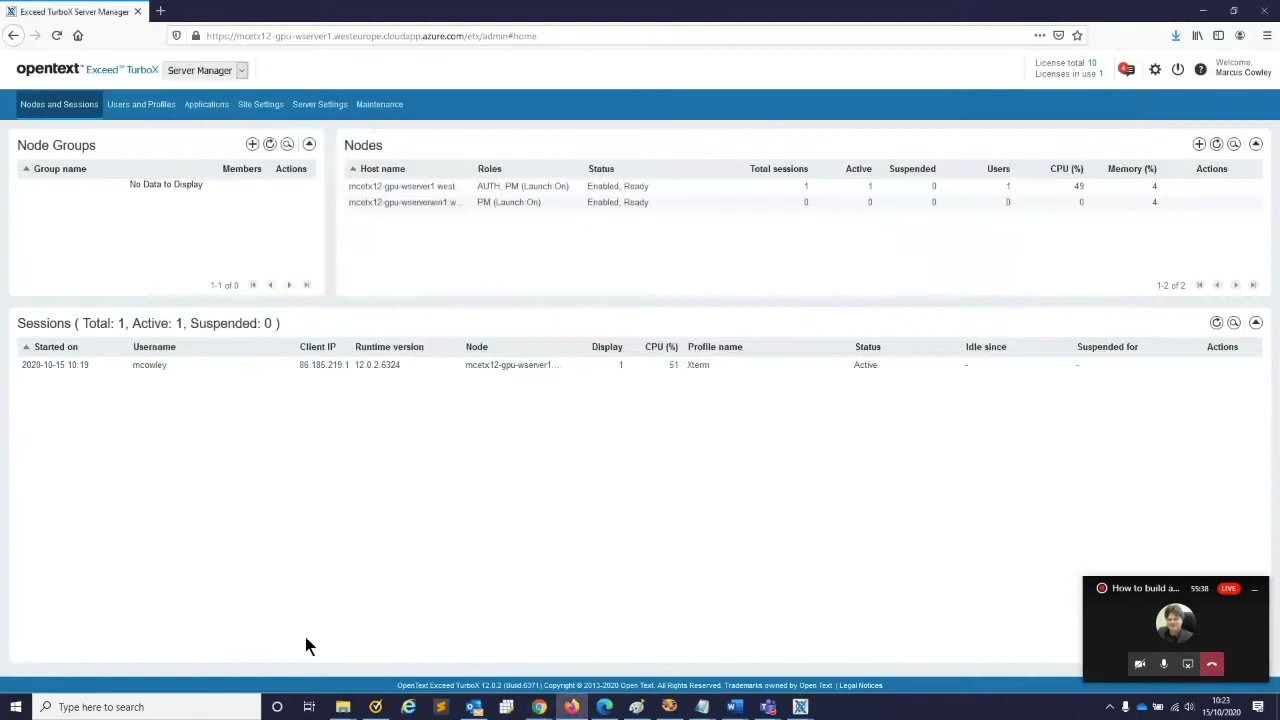 Exceed TurboX Server Manager
https://mcetx12-gpu-wserver1.westeurope.cloudapp.azure.com/etx/admin#home
opentext™ Exceed™ TurboX Server Manager
License total 10
Licenses in use 1
4
Welcome,
Marcus Cowley
Nodes and Sessions Users and Profiles Applications Site Settings Server Settings Maintenance
Node Groups
Group name Members Actions
No Data to Display
1-1 of 0
Nodes
Host name Roles Status Total sessions Active Suspended Users CPU (%) Memory (%) Actions
mcetx12-gpu-wserver1.west. AUTH, PM (Launch:On) Enabled, Ready 1 1 0 1 49 4
mcetx12-gpu-wserverwin1.w... PM (Launch:On) Enabled, Ready 0 0 0 0 0 4
1-2 of 2
Sessions ( Total: 1, Active: 1, Suspended: 0 )
Started on Username Client IP Runtime version Node Display CPU (%) Profile name Status Idle since Suspended for Actions
2020-10-15 10:19 mcowley 86.185.219.1 12.0.2.6324 mcetx12-gpu-wserver1.... 1 51 Xterm Active - -
How to build a... 55:38 LIVE
OpenText Exceed TurboX 12.0.2 (Build:6371) Copyright © 2013-2020 Open Text. All Rights Reserved. Trademarks owned by Open Text. | Legal Notices
Type here to search
10:23
15/10/2020